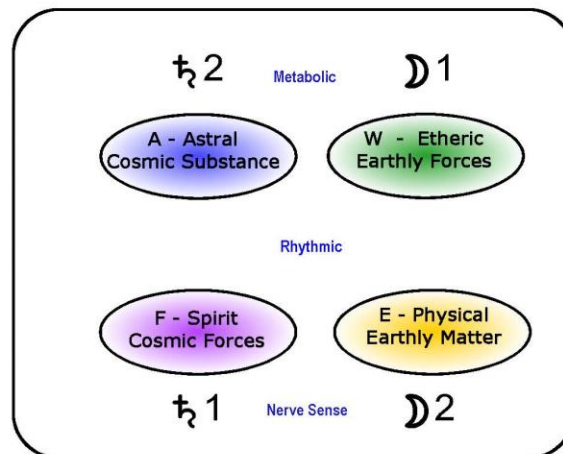 ♄2 Metabolic ☽1
A - Astral
Cosmic Substance
W - Etheric
Earthly Forces
Rhythmic
F - Spirit
Cosmic Forces
E - Physical
Earthly Matter
♄1 Nerve Sense ☽2